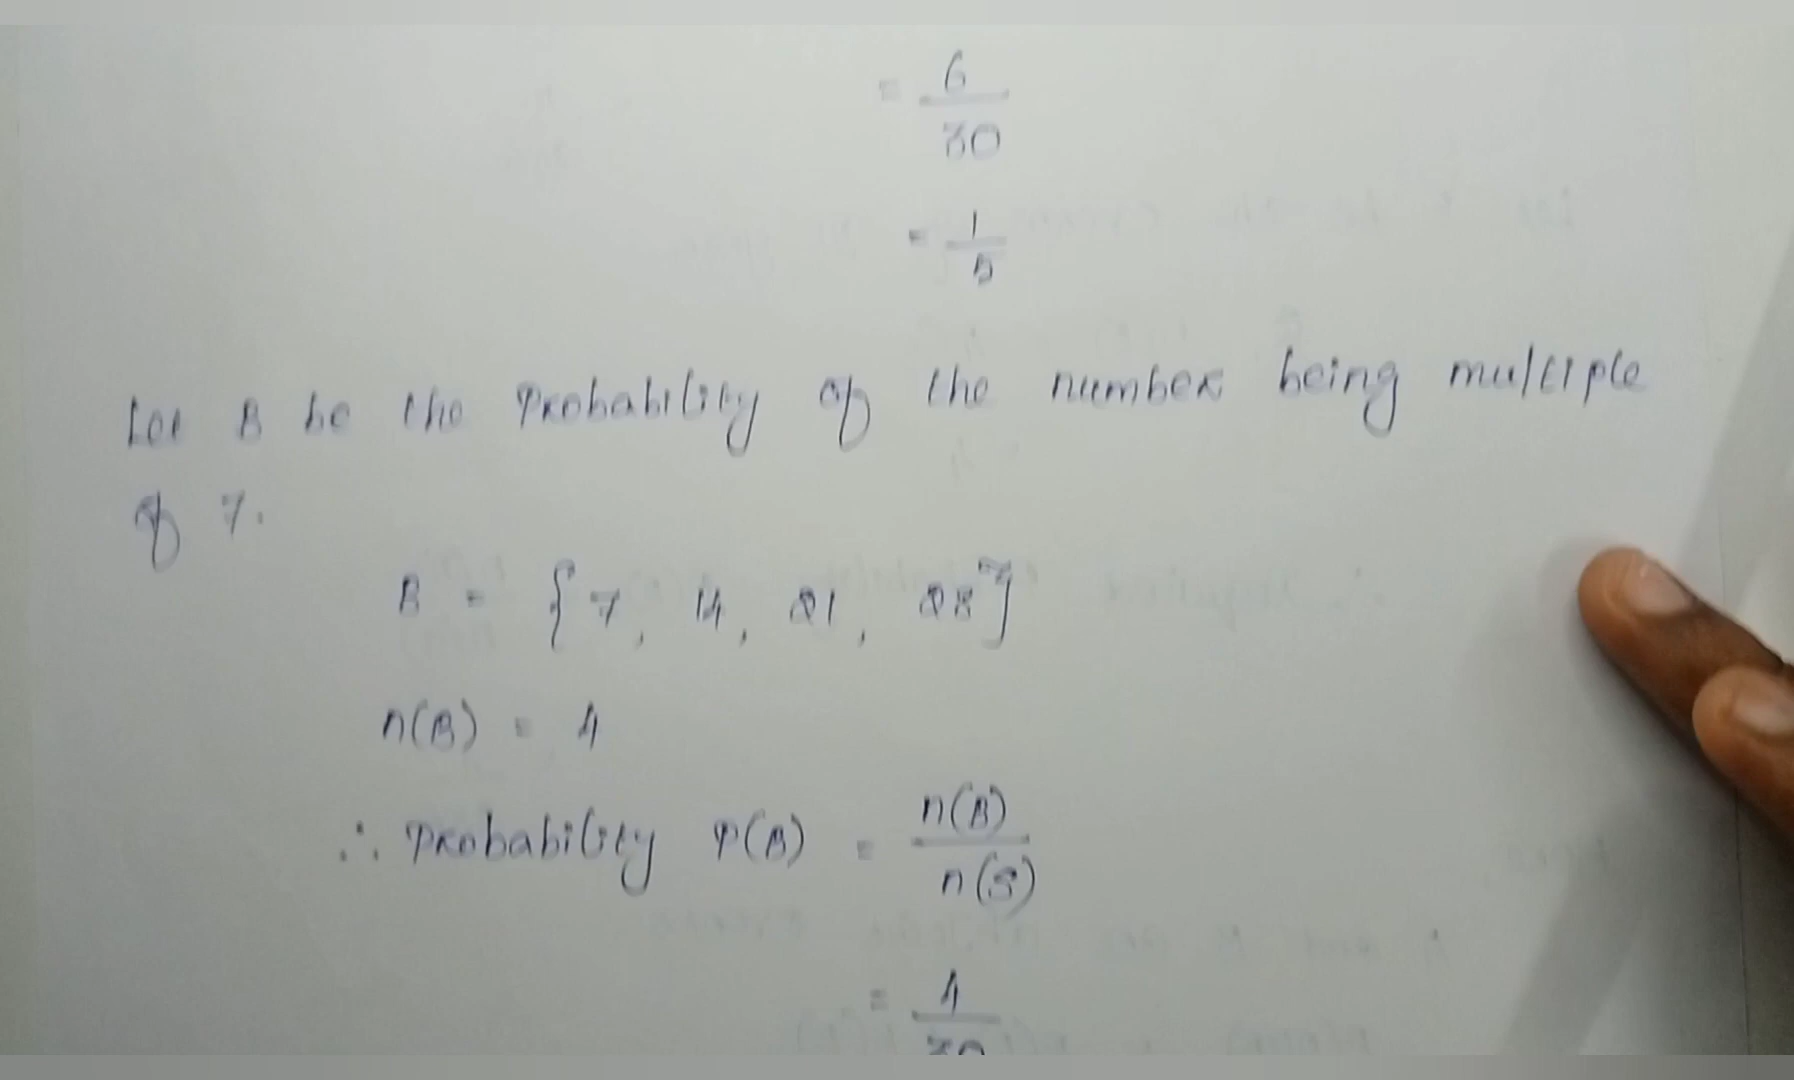 = 6/30
= 1/5
Let B be the Probability of the number being multiple
of 7.
B = {7, 14, 21, 28}
n(B) = 4
∴ Probability P(B) = n(B)/n(S)
= 4/30